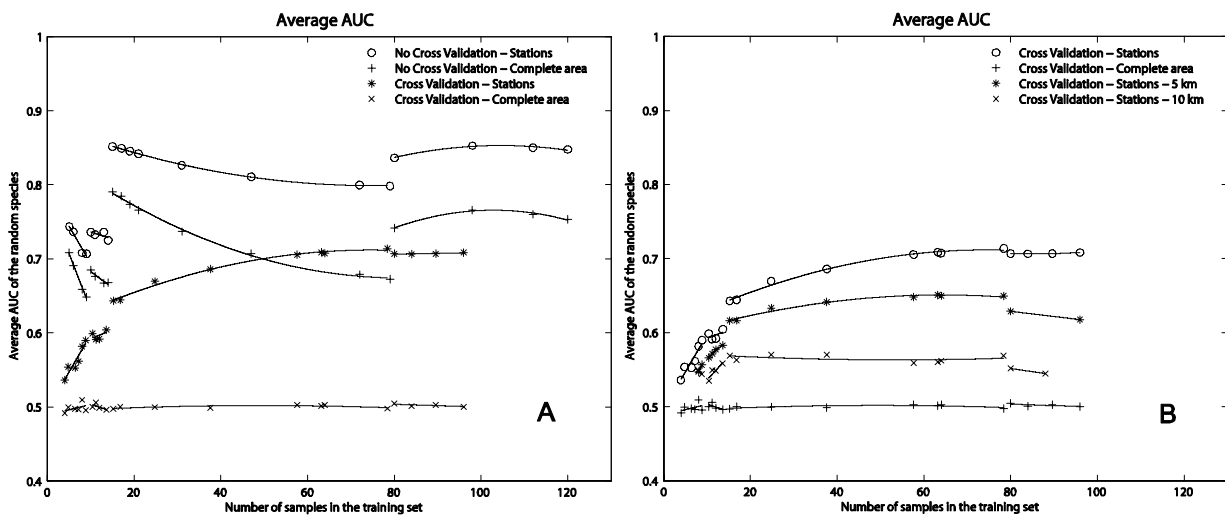 Average AUC
No Cross Validation – Stations
No Cross Validation – Complete area
Cross Validation – Stations
Cross Validation – Complete area
1
0.9
0.8
0.7
0.6
0.5
0.4
Average AUC of the random species
A
0 20 40 60 80 100 120
Number of samples in the training set
Average AUC
Cross Validation – Stations
Cross Validation – Complete area
Cross Validation – Stations – 5 km
Cross Validation – Stations – 10 km
1
0.9
0.8
0.7
0.6
0.5
0.4
Average AUC of the random species
B
0 20 40 60 80 100 120
Number of samples in the training set